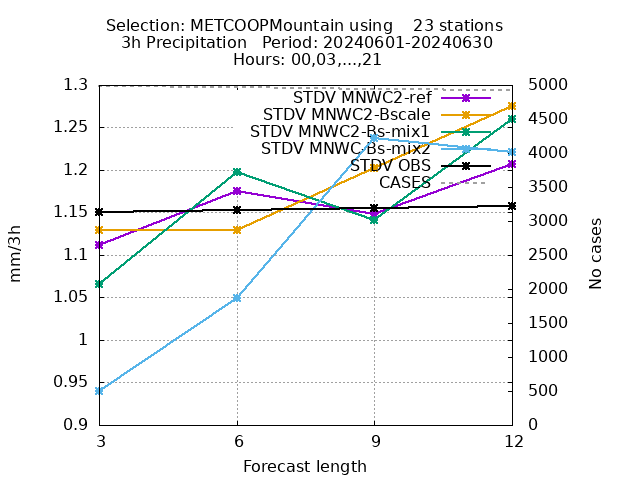 Selection: METCOOPMountain using    23 stations
3h Precipitation   Period: 20240601-20240630
Hours: 00,03,...,21
STDV MNWC2-ref
STDV MNWC2-Bscale
STDV MNWC2-Bs-mix1
STDV MNWC-Bs-mix2
STDV OBS
CASES
1.3
1.25
1.2
1.15
1.1
1.05
1
0.95
0.9
mm/3h
5000
4500
4000
3500
3000
2500
2000
1500
1000
500
0
No cases
3 6 9 12
Forecast length